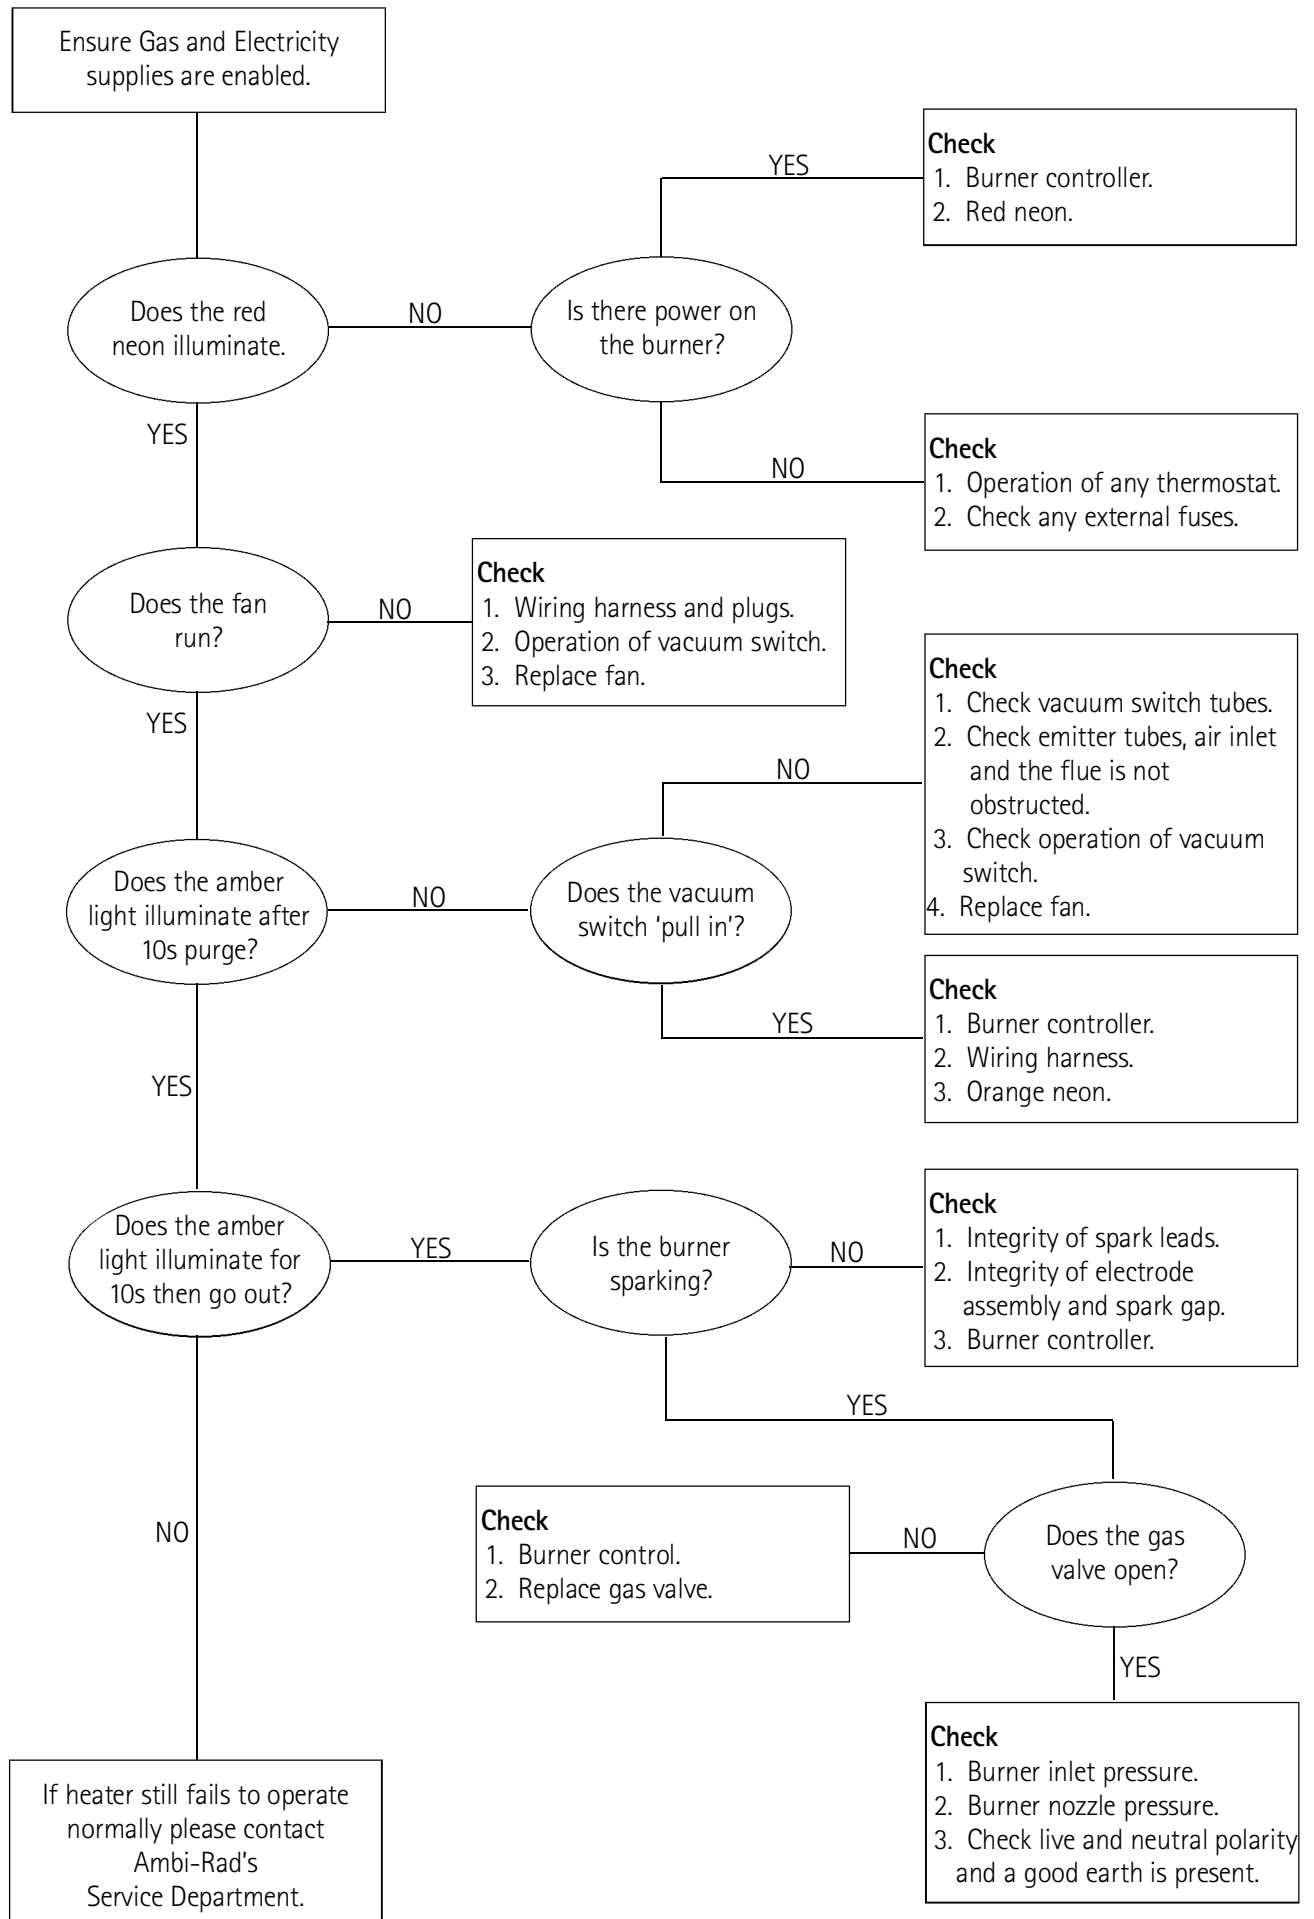 Ensure Gas and Electricity
supplies are enabled.
YES
Check
1. Burner controller.
2. Red neon.
Does the red
neon illuminate.
NO
Is there power on
the burner?
YES
NO
Check
1. Operation of any thermostat.
2. Check any external fuses.
Does the fan
run?
NO
Check
1. Wiring harness and plugs.
2. Operation of vacuum switch.
3. Replace fan.
YES
NO
Check
1. Check vacuum switch tubes.
2. Check emitter tubes, air inlet
and the flue is not
obstructed.
3. Check operation of vacuum
switch.
4. Replace fan.
Does the amber
light illuminate after
10s purge?
NO
Does the vacuum
switch 'pull in'?
YES
Check
1. Burner controller.
2. Wiring harness.
3. Orange neon.
YES
Does the amber
light illuminate for
10s then go out?
YES
Is the burner
sparking?
NO
Check
1. Integrity of spark leads.
2. Integrity of electrode
assembly and spark gap.
3. Burner controller.
YES
NO
Check
1. Burner control.
2. Replace gas valve.
NO
Does the gas
valve open?
YES
Check
1. Burner inlet pressure.
2. Burner nozzle pressure.
3. Check live and neutral polarity
and a good earth is present.
If heater still fails to operate
normally please contact
Ambi-Rad's
Service Department.